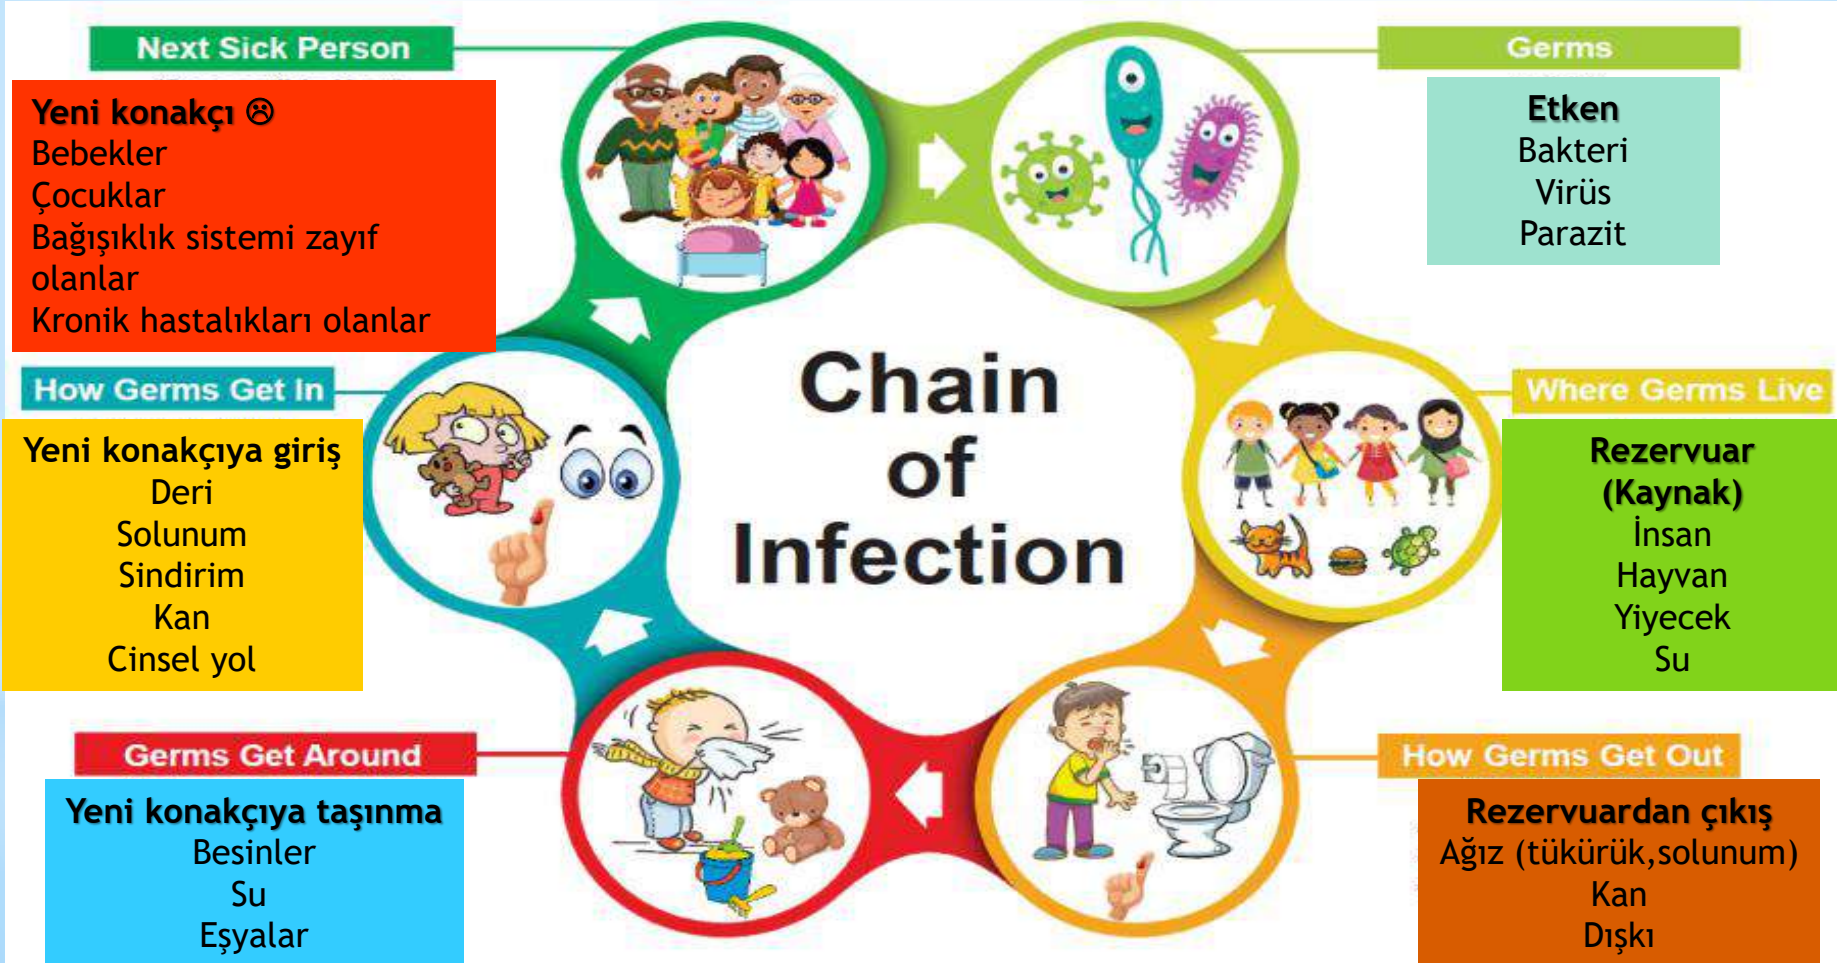 Next Sick Person
Yeni konakçı ☹
Bebekler
Çocuklar
Bağışıklık sistemi zayıf
olanlar
Kronik hastalıkları olanlar
Germs
Etken
Bakteri
Virüs
Parazit
Chain
of
Infection
How Germs Get In
Yeni konakçıya giriş
Deri
Solunum
Sindirim
Kan
Cinsel yol
Where Germs Live
Rezervuar
(Kaynak)
İnsan
Hayvan
Yiyecek
Su
Germs Get Around
Yeni konakçıya taşınma
Besinler
Su
Eşyalar
How Germs Get Out
Rezervuardan çıkış
Ağız (tükürük,solunum)
Kan
Dışkı